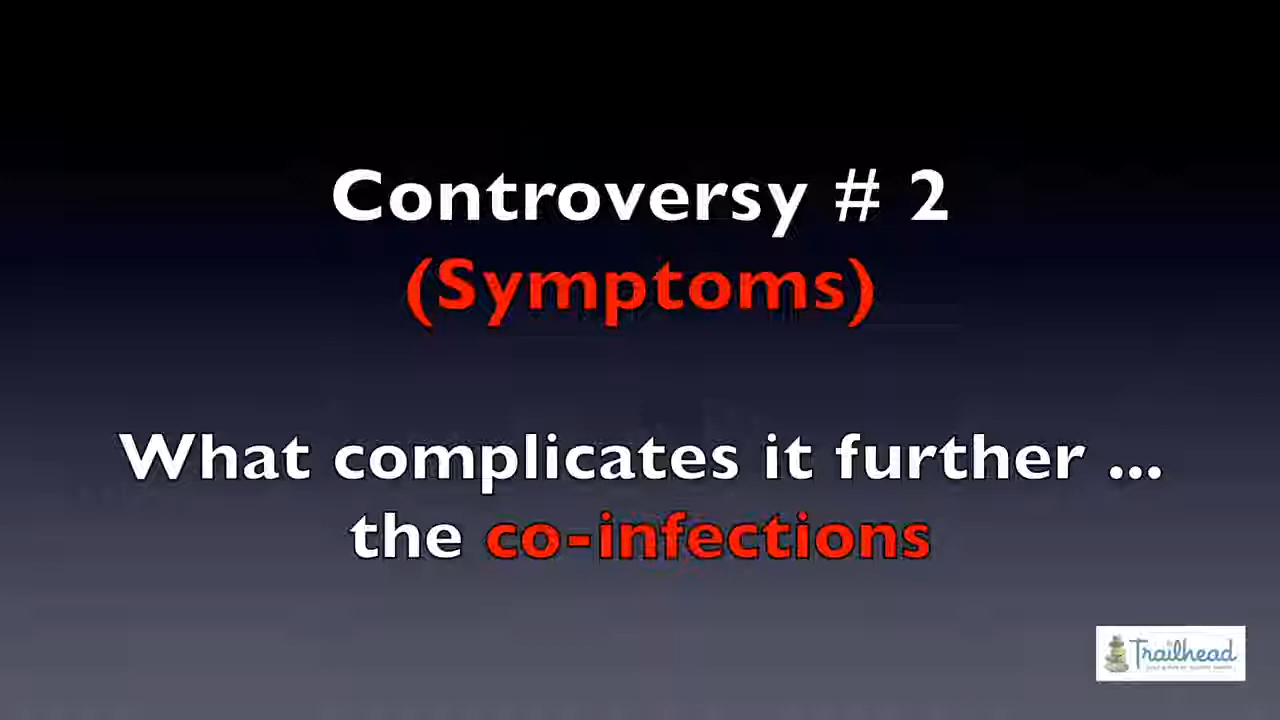 Controversy # 2
(Symptoms)
What complicates it further ...
the co-infections
Trailhead